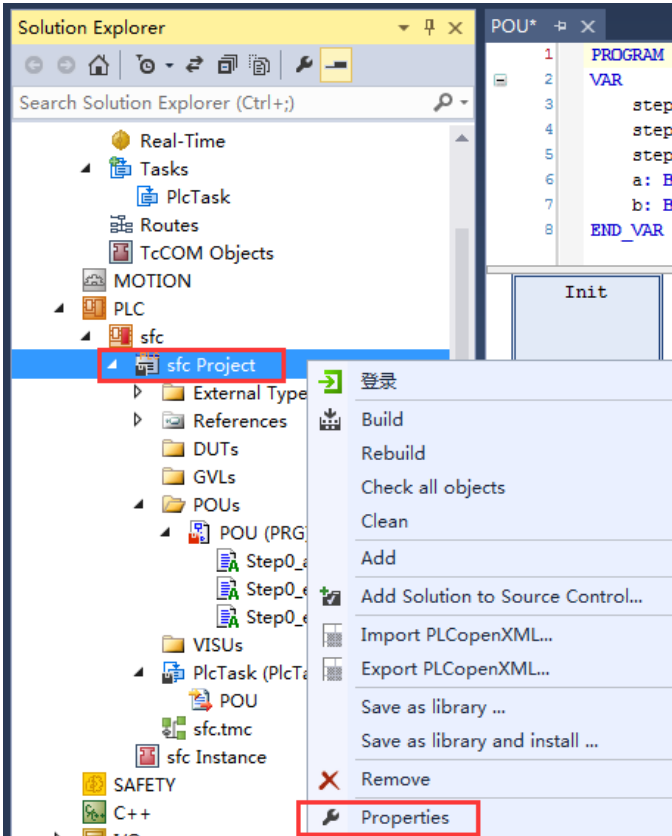 Solution Explorer
Search Solution Explorer (Ctrl+;)
Real-Time
Tasks
PlcTask
Routes
TcCOM Objects
MOTION
PLC
sfc
sfc Project
External Type
References
DUTs
GVLs
POUs
POU (PRG)
Step0_a
Step0_e
Step0_e
VISUs
PlcTask (PlcTa
POU
sfc.tmc
sfc Instance
SAFETY
C++
POU*
1 PROGRAM
2 VAR
3 step
4 step
5 step
6 a: B
7 b: B
8 END_VAR
Init
登录
Build
Rebuild
Check all objects
Clean
Add
Add Solution to Source Control...
Import PLCopenXML...
Export PLCopenXML...
Save as library ...
Save as library and install ...
Remove
Properties